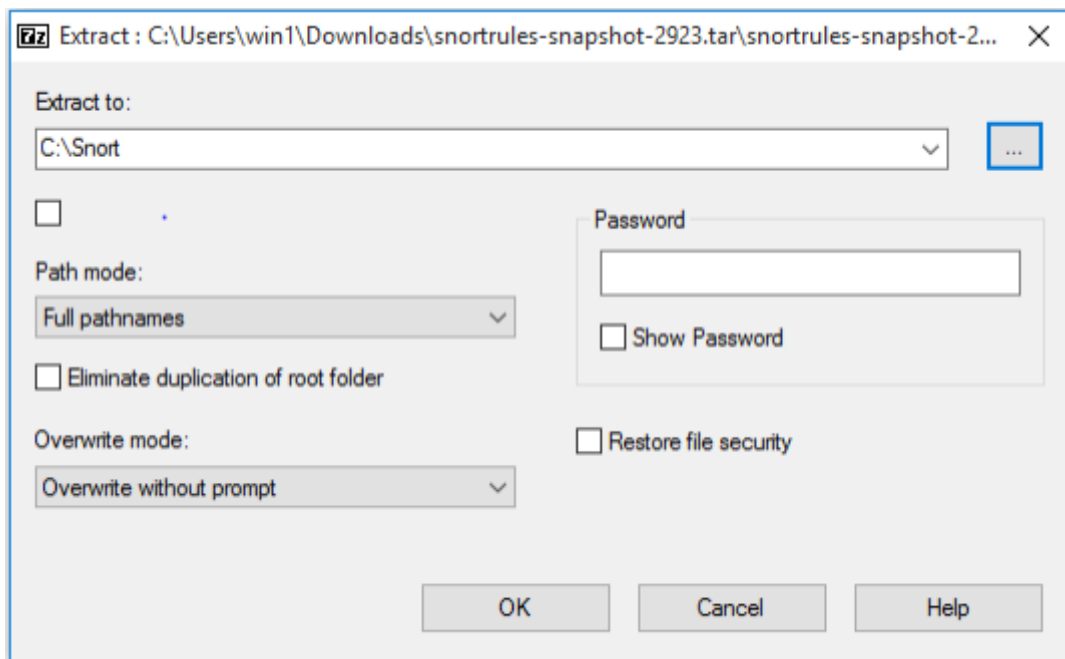 7z Extract : C:\Users\win1\Downloads\snortrules-snapshot-2923.tar\snortrules-snapshot-2...
Extract to:
C:\Snort
...
Password
Path mode:
Full pathnames
Show Password
Eliminate duplication of root folder
Overwrite mode:
Restore file security
Overwrite without prompt
OK Cancel Help